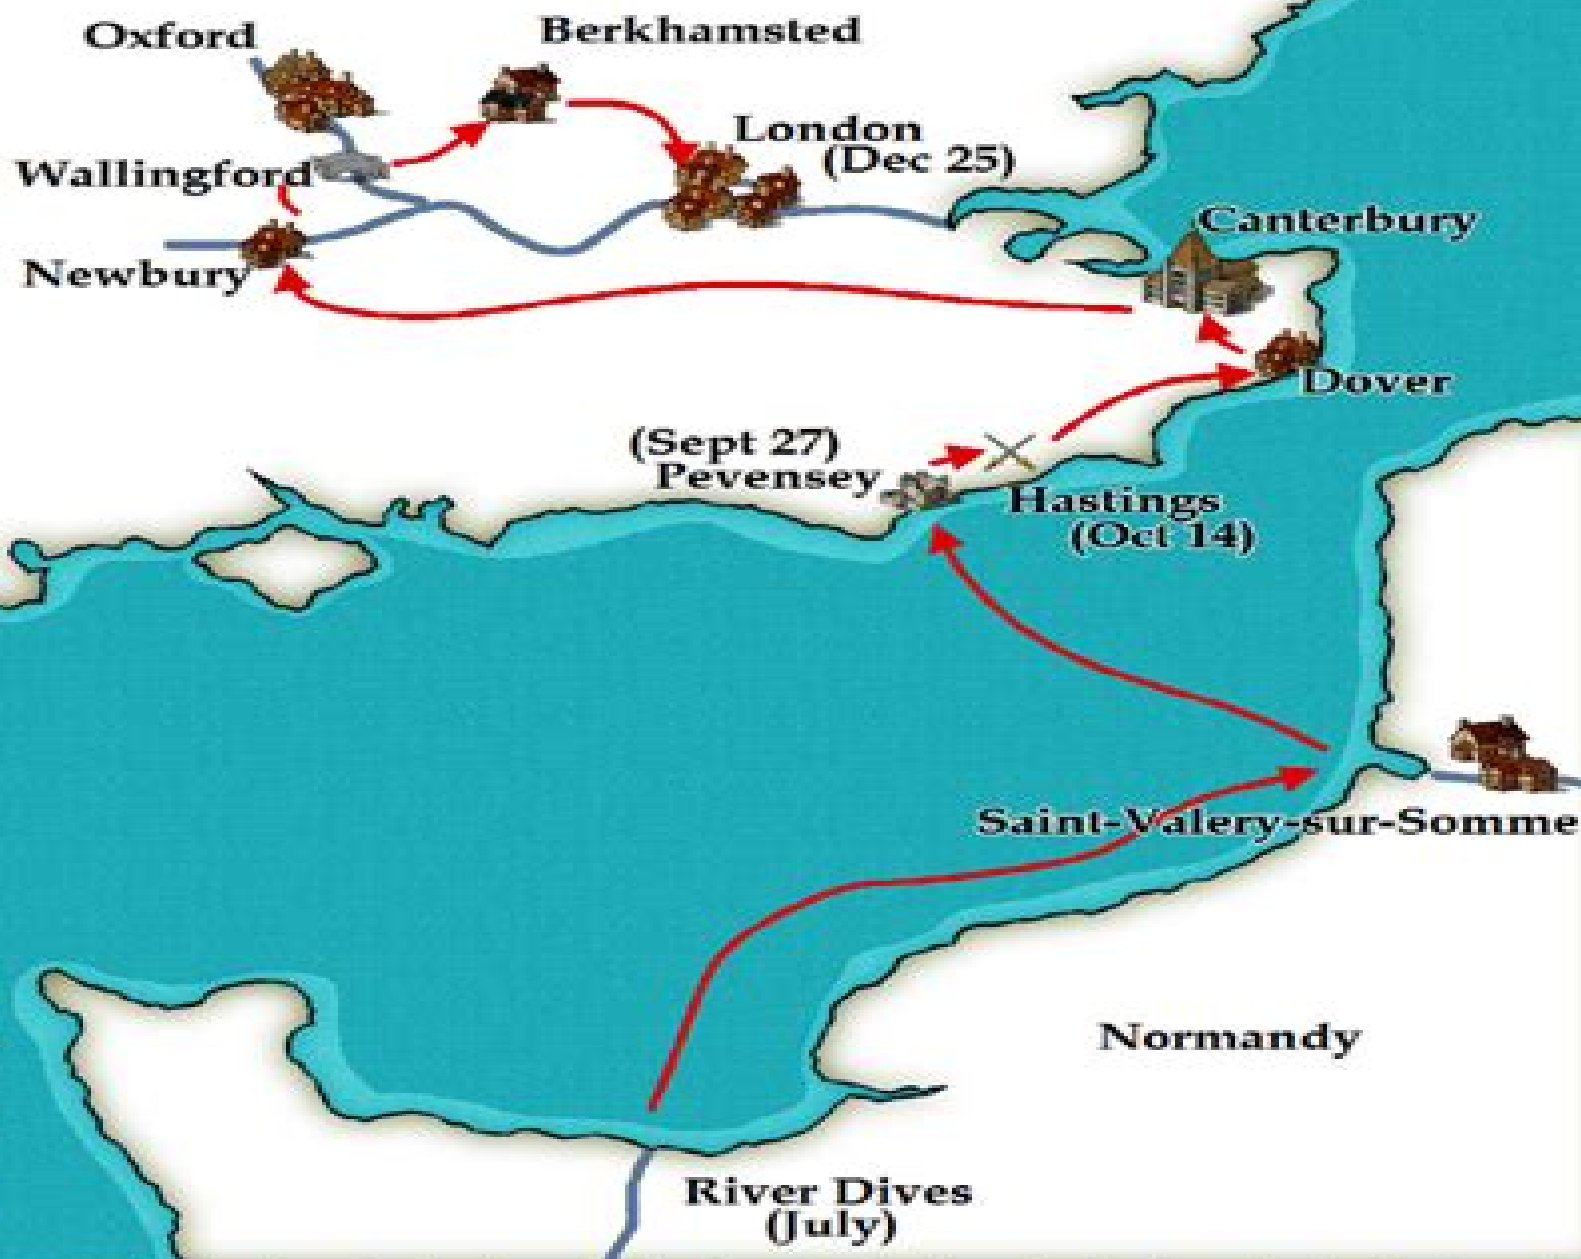 Oxford
Berkhamsted
London
(Dec 25)
Wallingford
Canterbury
Newbury
Dover
(Sept 27)
Pevensey
Hastings
(Oct 14)
Saint-Valery-sur-Somme
Normandy
River Dives
(July)